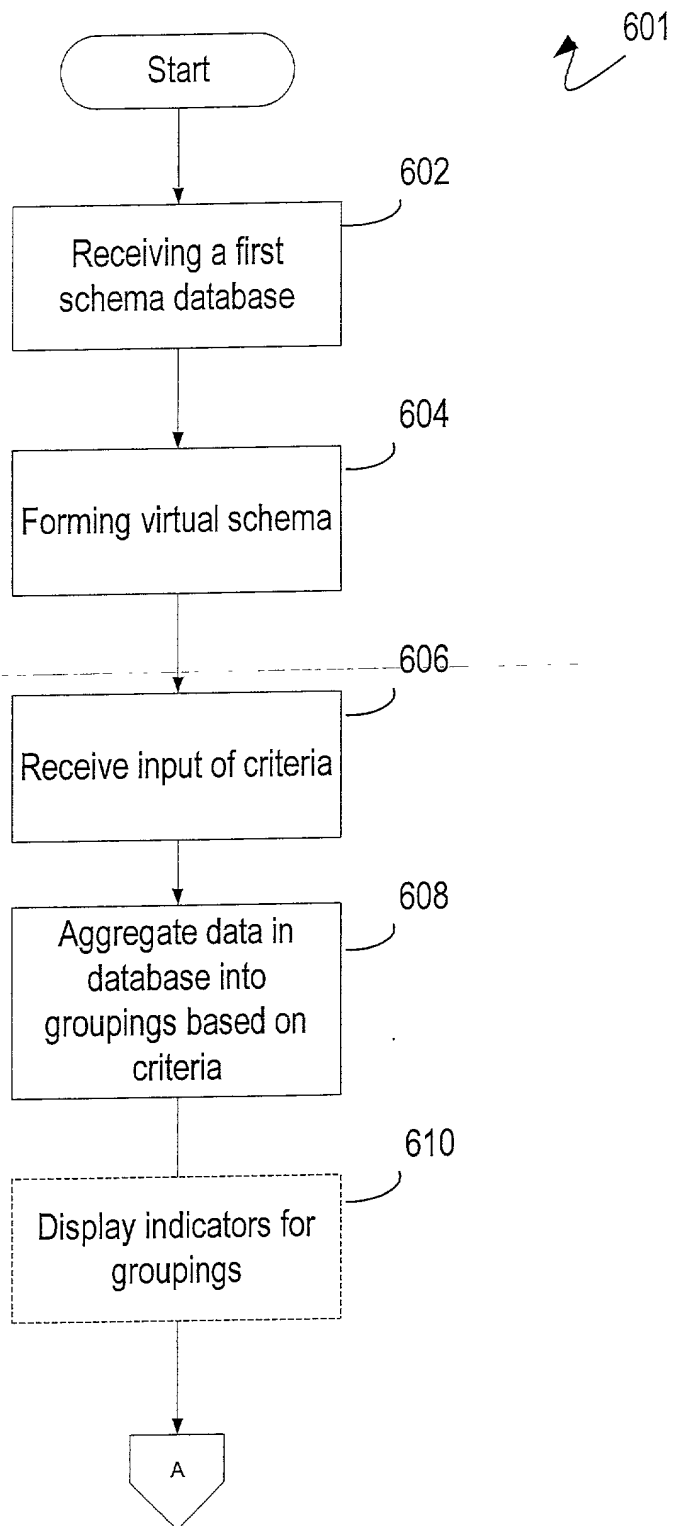 601
Start
602
Receiving a first
schema database
604
Forming virtual schema
606
Receive input of criteria
608
Aggregate data in
database into
groupings based on
criteria
610
Display indicators for
groupings
A